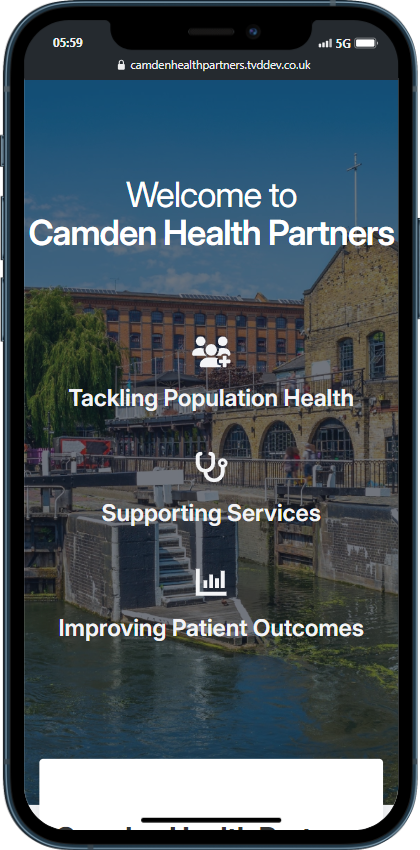 05:59
5G
camdenhealthpartners.tvddev.co.uk
Welcome to
Camden Health Partners
Tackling Population Health
Supporting Services
Improving Patient Outcomes